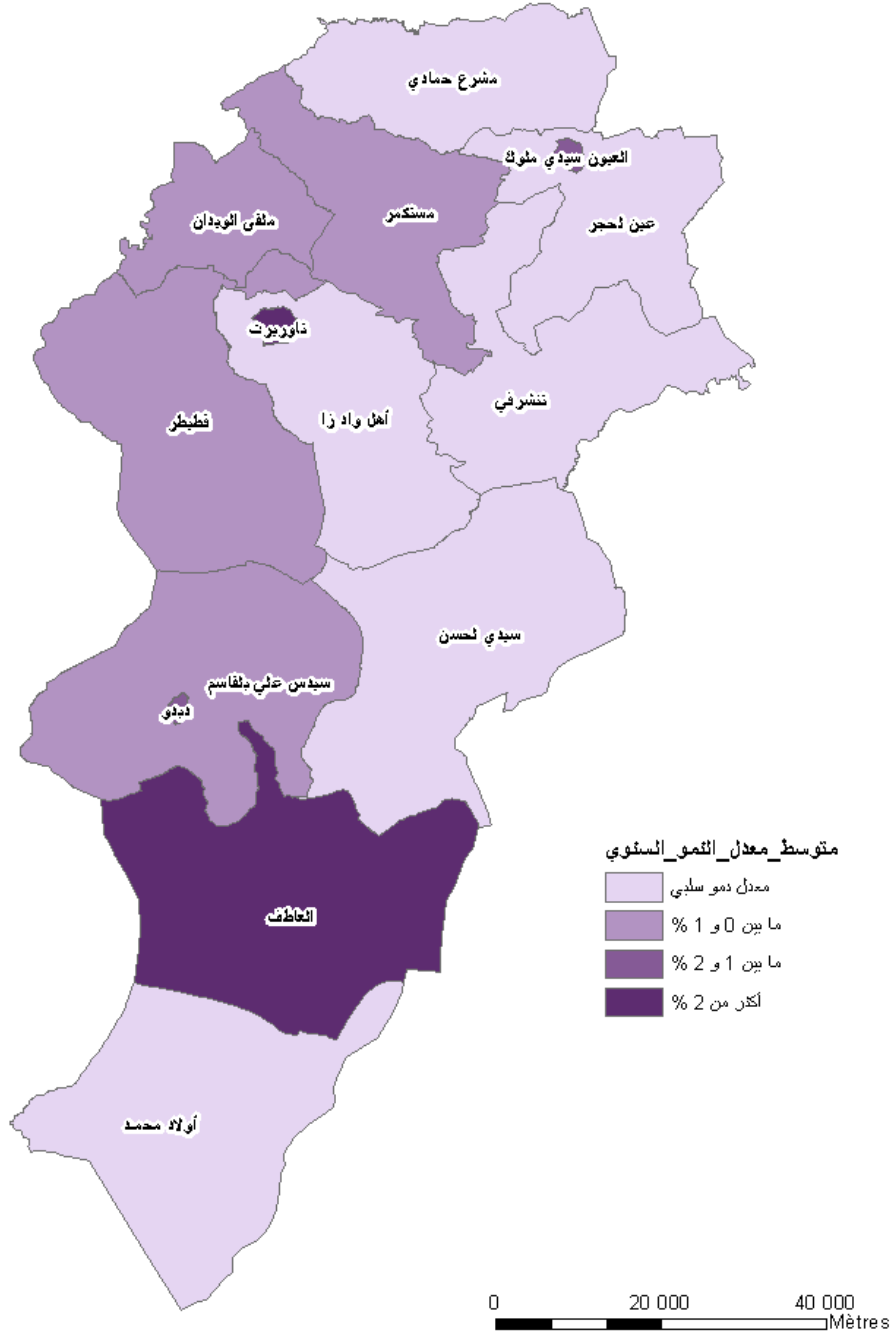 مشرع حمادي
العيون سيدي ملوك
مستكمر
ملقى الويدان
عين لحجر
تاوريرت
تنشرفي
أهل واد زا
قطيطر
سيدي لحسن
سيدس علي بلقاسم
دبدو
العاطف
أولاد محمد
متوسط_معدل_النمو_السنوي
معدل نمو سلبي
ما بين 0 و 1 %
ما بين 1 و 2 %
أكثر من 2 %
0 20 000 40 000
Mètres